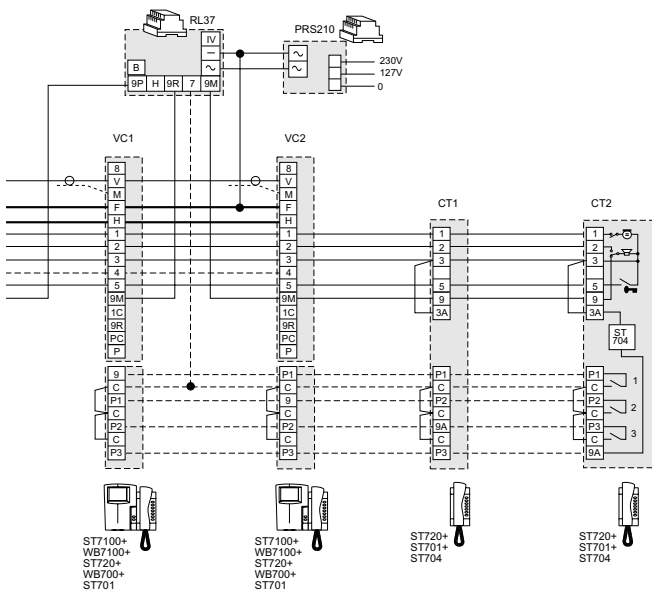 RL37
IV
–
~
B
9P H 9R 7 9M
PRS210
~
~
230V
127V
0
VC1
8
V
M
F
H
1
2
3
4
5
9M
1C
9R
PC
P
9
C
P1
C
P2
C
P3
ST7100+
WB7100+
ST720+
WB700+
ST701
VC2
8
V
M
F
H
1
2
3
4
5
9M
1C
9R
PC
P
P1
C
9
C
P2
C
P3
ST7100+
WB7100+
ST720+
WB700+
ST701
CT1
1
2
3
5
9
3A
P1
C
P2
C
9A
C
P3
ST720+
ST701+
ST704
CT2
1
2
3
5
9
3A
ST
704
P1
C
P2
C
P3
C
9A
1
2
3
ST720+
ST701+
ST704